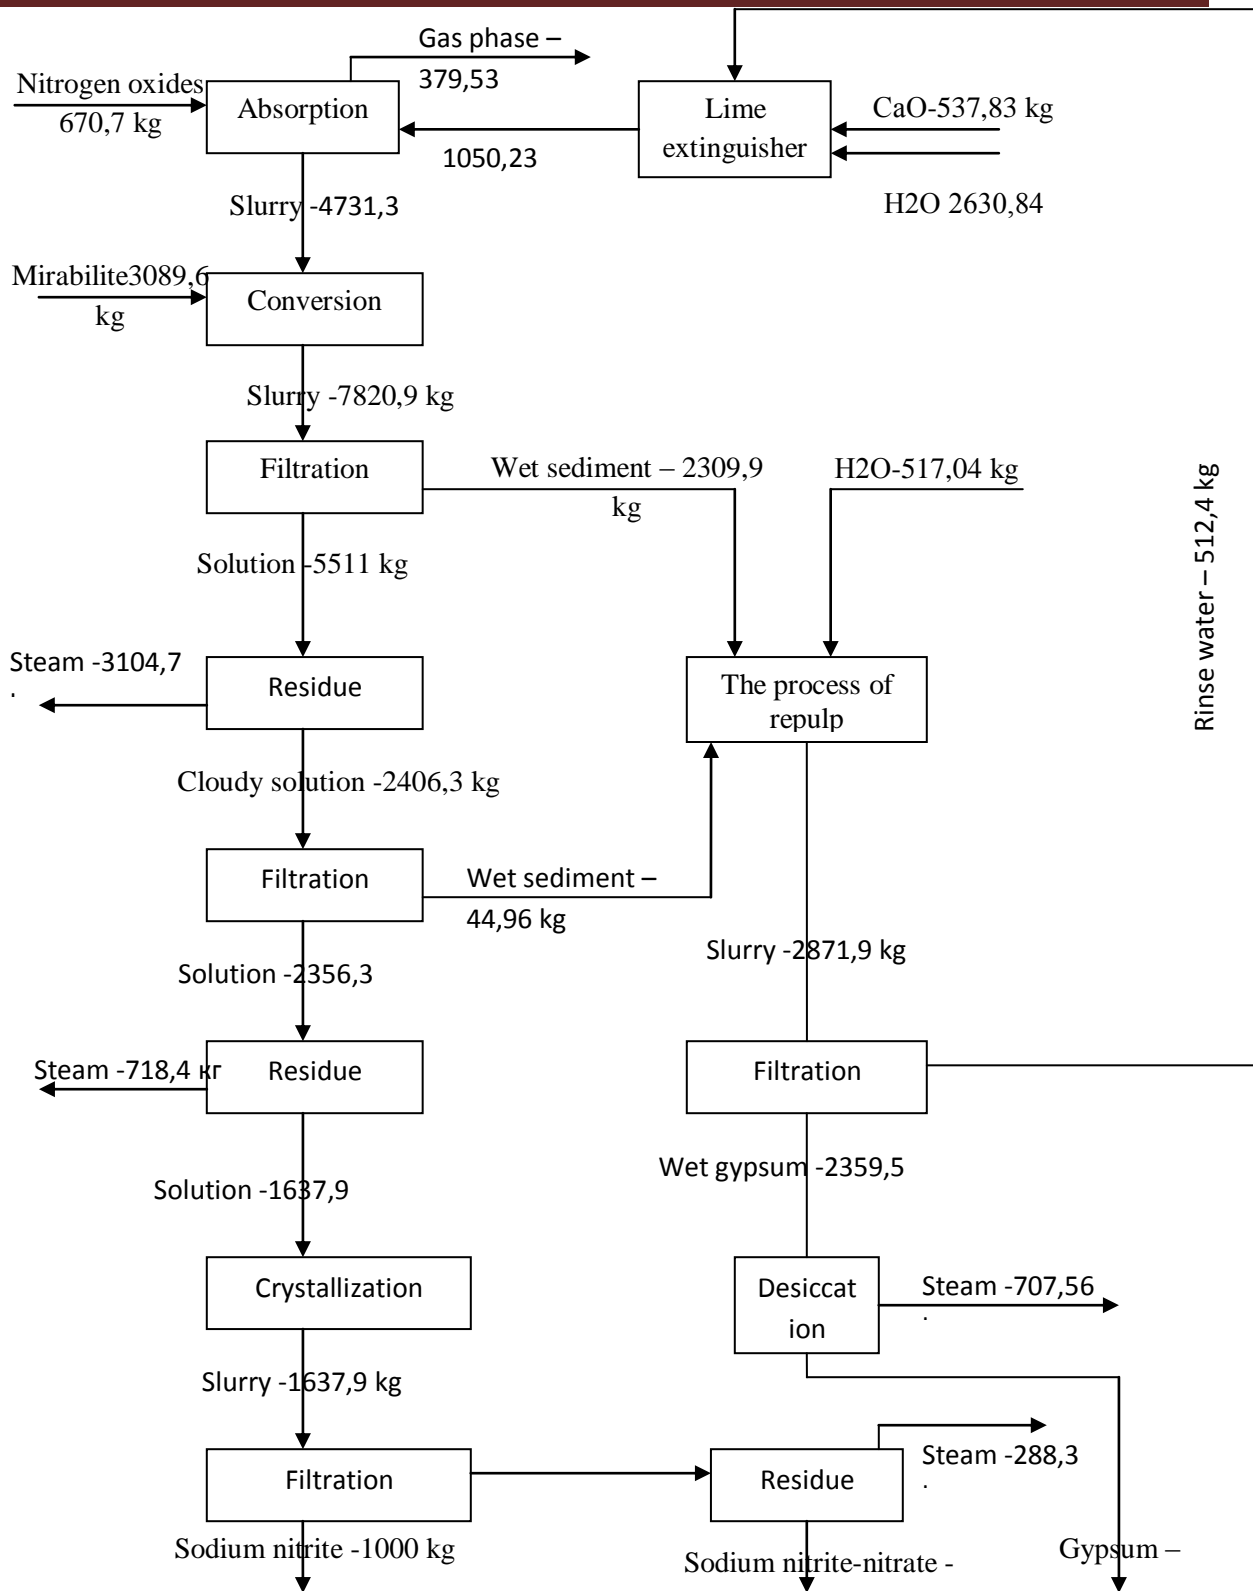 Gas phase –
379,53
Nitrogen oxides
670,7 kg
Absorption
Lime
extinguisher
CaO-537,83 kg
1050,23
H2O 2630,84
Slurry -4731,3
Mirabilite3089,6
kg
Conversion
Slurry -7820,9 kg
Filtration
Wet sediment – 2309,9
kg
H2O-517,04 kg
Rinse water – 512,4 kg
Solution -5511 kg
Steam -3104,7
.
Residue
The process of
repulp
Cloudy solution -2406,3 kg
Filtration
Wet sediment –
44,96 kg
Slurry -2871,9 kg
Solution -2356,3
Steam -718,4 кг
Residue
Filtration
Wet gypsum -2359,5
Solution -1637,9
Crystallization
Desiccat
ion
Steam -707,56
.
Slurry -1637,9 kg
Filtration
Residue
Steam -288,3
.
Sodium nitrite -1000 kg
Sodium nitrite-nitrate -
Gypsum –